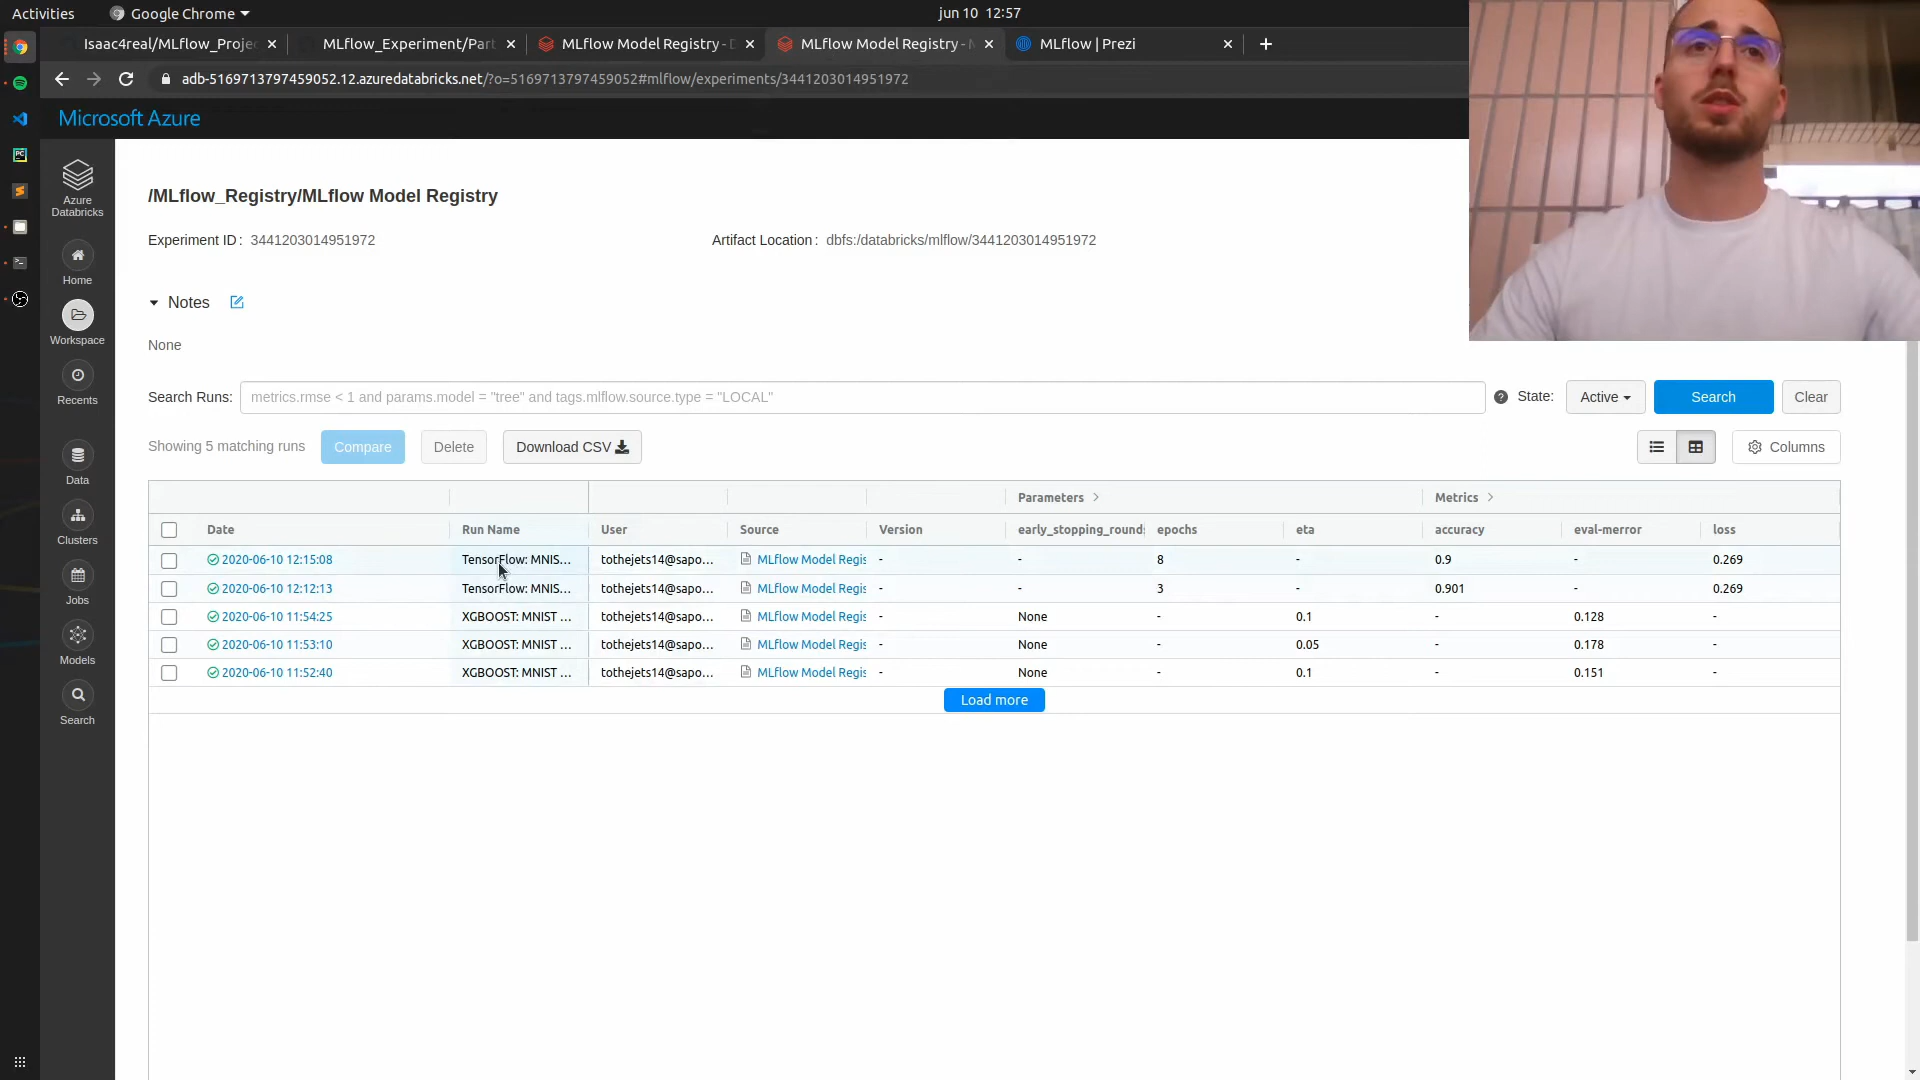 Activities
Google Chrome
jun 10 12:57
Isaac4real/MLflow_Proje
MLflow_Experiment/Part
MLflow Model Registry - D
MLflow Model Registry - M
MLflow | Prezi
adb-5169713797459052.12.azuredatabricks.net/?o=5169713797459052#mlflow/experiments/3441203014951972
Microsoft Azure
Azure
Databricks
Home
Workspace
Recents
Data
Clusters
Jobs
Models
Search
/MLflow_Registry/MLflow Model Registry
Experiment ID: 3441203014951972
Artifact Location: dbfs:/databricks/mlflow/3441203014951972
Notes
None
Search Runs: metrics.rmse < 1 and params.model = "tree" and tags.mlflow.source.type = "LOCAL"
State: Active Search Clear
Showing 5 matching runs Compare Delete Download CSV Columns
Parameters > Metrics >
Date Run Name User Source Version early_stopping_round epochs eta accuracy eval-merror loss
2020-06-10 12:15:08 TensorFlow: MNIS... tothejets14@sapo... MLflow Model Regis - - 8 - 0.9 - 0.269
2020-06-10 12:12:13 TensorFlow: MNIS... tothejets14@sapo... MLflow Model Regis - - 3 - 0.901 - 0.269
2020-06-10 11:54:25 XGBOOST: MNIST ... tothejets14@sapo... MLflow Model Regis - None - 0.1 - 0.128 -
2020-06-10 11:53:10 XGBOOST: MNIST ... tothejets14@sapo... MLflow Model Regis - None - 0.05 - 0.178 -
2020-06-10 11:52:40 XGBOOST: MNIST ... tothejets14@sapo... MLflow Model Regis - None - 0.1 - 0.151 -
Load more